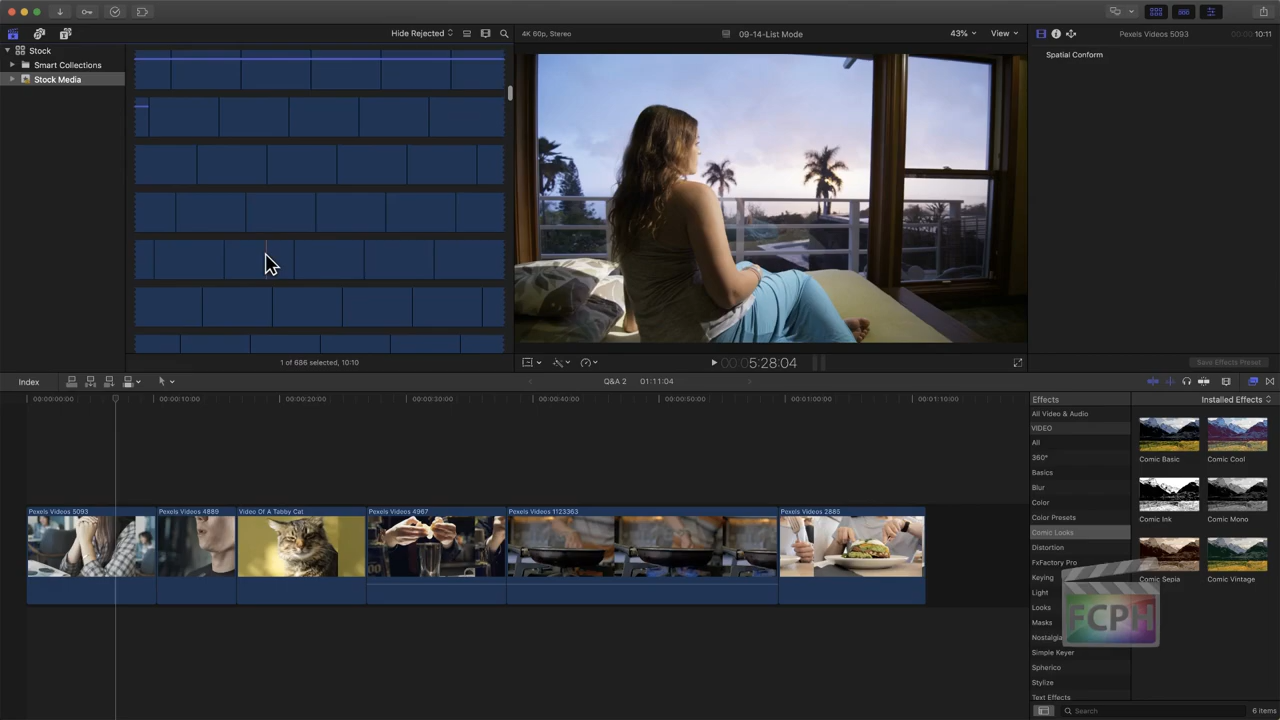 Hide Rejected
4K 60p, Stereo
09-14-List Mode
43%
View
Pexels Videos 5093
10:11
Stock
Smart Collections
Stock Media
Spatial Conform
1 of 686 selected, 10:10
00:00:05:28:04
Save Effects Preset
Index
Q&A 2
01:11:04
00:00:00:00
00:00:10:00
00:00:20:00
00:00:30:00
00:00:40:00
00:00:50:00
00:01:00:00
00:01:10:00
Effects
Installed Effects
All Video & Audio
VIDEO
All
360°
Basics
Blur
Color
Color Presets
Comic Looks
Distortion
FxFactory Pro
Keying
Light
Looks
Masks
Nostalgia
Simple Keyer
Spherico
Stylize
Text Effects
Comic Basic
Comic Cool
Comic Ink
Comic Mono
Comic Sepia
Comic Vintage
Pexels Videos 5093
Pexels Videos 4889
Video Of A Tabby Cat
Pexels Videos 4967
Pexels Videos 1123363
Pexels Videos 2885
FCPH
Search
6 items